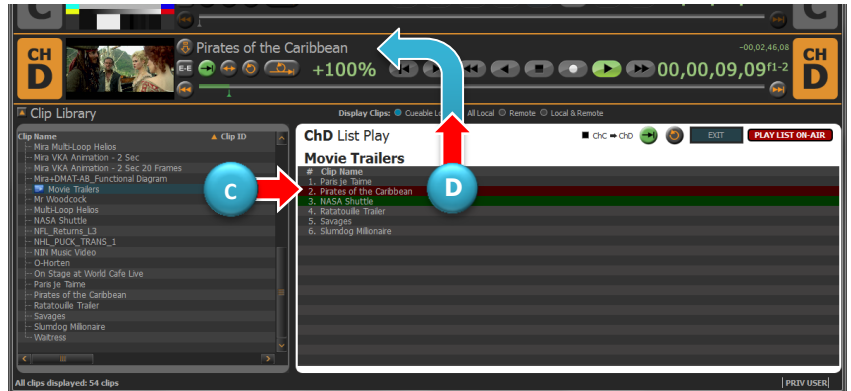 C
C
CH
D
Pirates of the Caribbean
-00,02,46,08
E-E
+100%
00,00,09,09f1-2
CH
D
Clip Library
Display Clips: Cueable Lo All Local Remote Local & Remote
Clip Name Clip ID
Mira Multi-Loop Helios
Mira VKA Animation - 2 Sec
Mira VKA Animation - 2 Sec 20 Frames
Mira+DMAT-AB_Functional Diagram
Movie Trailers
Mr Woodcock
Multi-Loop Helios
NASA Shuttle
NFL_Returns_L3
NHL_PUCK_TRANS_1
NIN Music Video
O-Horten
On Stage at World Cafe Live
Paris je Taime
Pirates of the Caribbean
Ratatouille Trailer
Savages
Slumdog Millionaire
Waitress
C
D
ChD List Play
ChC ChD
EXIT
PLAY LIST ON-AIR
Movie Trailers
# Clip Name
1. Paris je Taime
2. Pirates of the Caribbean
3. NASA Shuttle
4. Ratatouille Trailer
5. Savages
6. Slumdog Millionaire
All clips displayed: 54 clips
PRIV USER